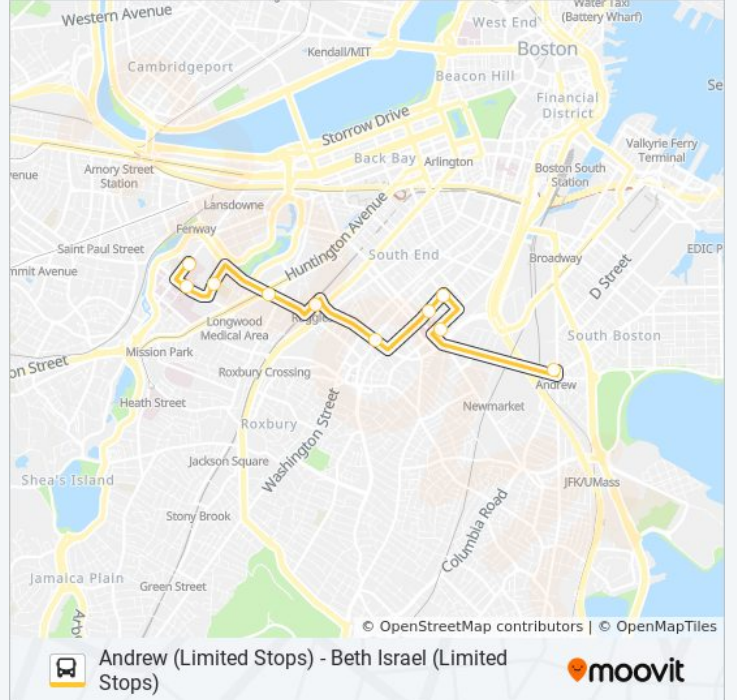 Western Avenue
Water Taxi
(Battery Wharf)
West End
Boston
Kendall/MIT
Cambridgeport
Beacon Hill
Se
Financial
District
Storrow Drive
Valkyrie Ferry
Terminal
Back Bay
Arlington
Boston South
Station
enue
Amory Street
Station
Lansdowne
Fenway
Huntington Avenue
Saint Paul Street
South End
EDIC P
mmit Avenue
Broadway
D Street
Longwood
Medical Area
South Boston
Mission Park
on Street
Roxbury Crossing
Andrew
Heath Street
Newmarket
Roxbury
Washington Street
Jackson Square
Shea's Island
JFK/UMass
Columbia Road
Stony Brook
Jamaica Plain
Green Street
Arbo
© OpenStreetMap contributors | © OpenMapTiles
Andrew (Limited Stops) - Beth Israel (Limited
Stops)
moovit